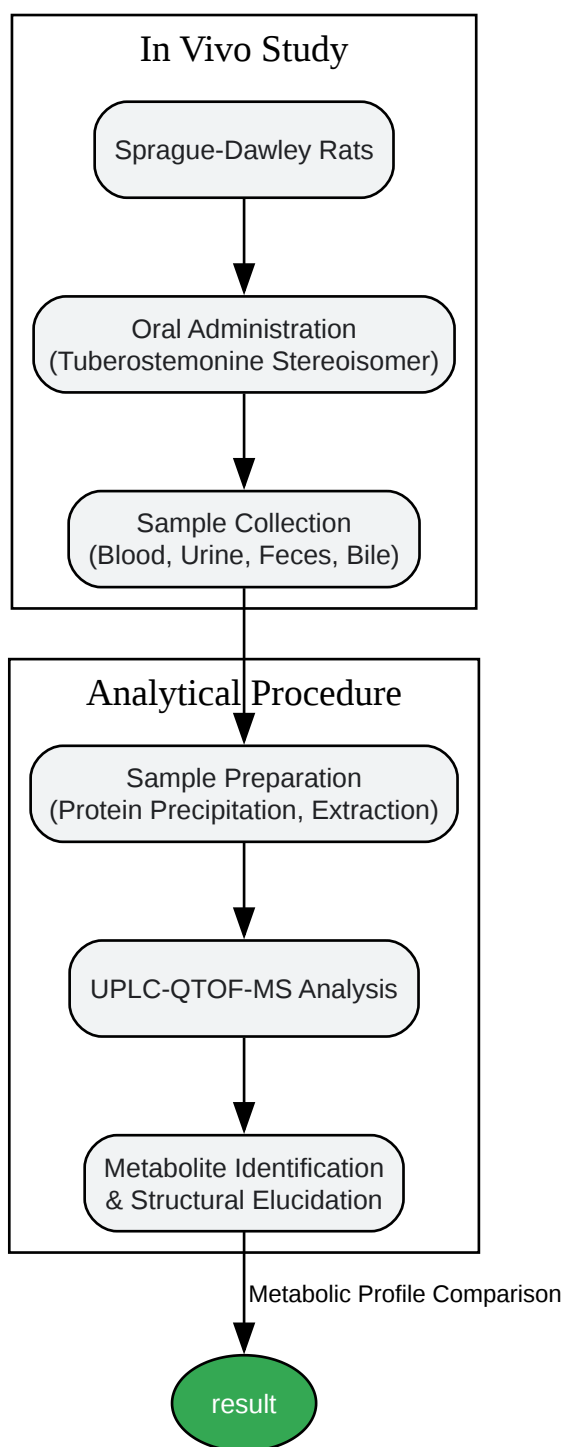 In Vivo Study
Sprague-Dawley Rats
Oral Administration
(Tuberostemonine Stereoisomer)
Sample Collection
(Blood, Urine, Feces, Bile)
Analytical Procedure
Sample Preparation
(Protein Precipitation, Extraction)
UPLC-QTOF-MS Analysis
Metabolite Identification
& Structural Elucidation
Metabolic Profile Comparison
result